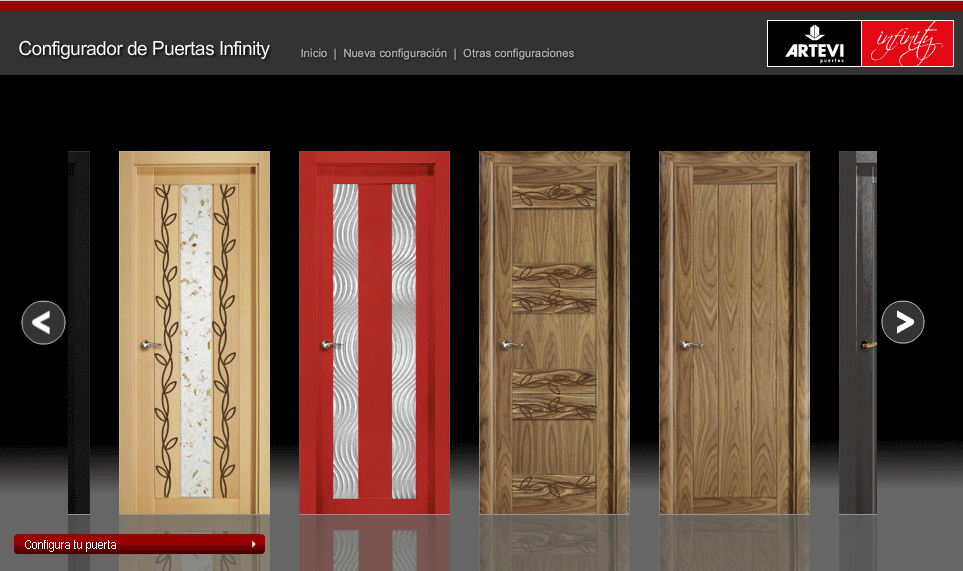 Configurador de Puertas Infinity
Inicio | Nueva configuración | Otras configuraciones
ARTEVI
puertas
infinity
Configura tu puerta